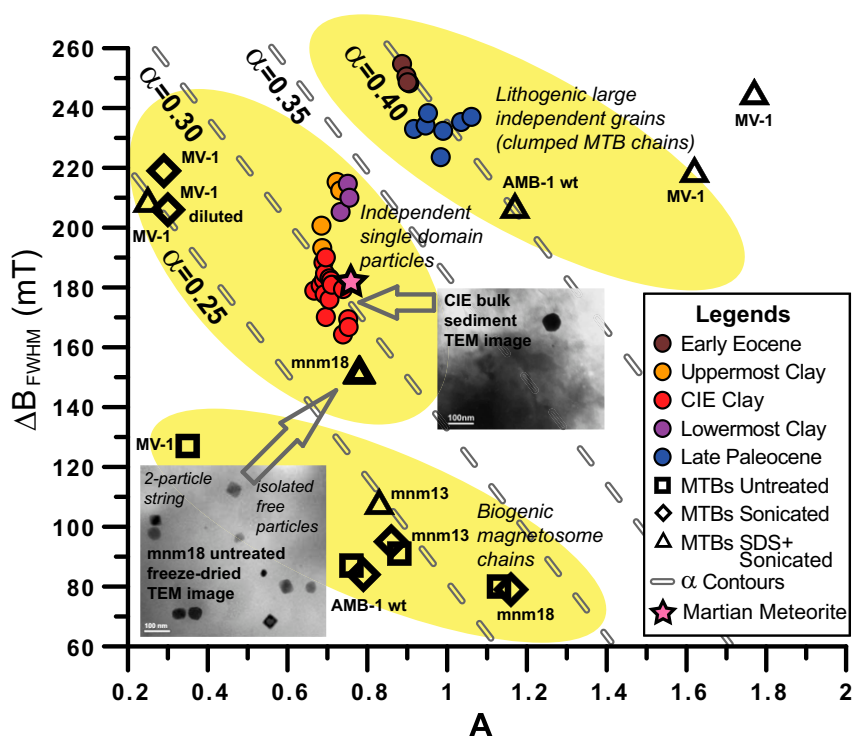 260
240
220
200
180
160
140
120
100
80
60
ΔB FWHM (mT)
0.2
0.4
0.6
0.8
1
1.2
1.4
1.6
1.8
2
A
α=0.30
α=0.35
α=0.40
α=0.25
Lithogenic large
independent grains
(clumped MTB chains)
MV-1
MV-1
AMB-1 wt
MV-1
MV-1
diluted
MV-1
Independent
single domain
particles
CIE bulk
sediment
TEM image
100nm
mnm18
MV-1
2-particle
string
isolated
free
particles
mnm18 untreated
freeze-dried
TEM image
100 nm
mnm13
mnm13
Biogenic
magnetosome
chains
AMB-1 wt
mnm18
Legends
Early Eocene
Uppermost Clay
CIE Clay
Lowermost Clay
Late Paleocene
MTBs Untreated
MTBs Sonicated
MTBs SDS+
Sonicated
α Contours
Martian Meteorite